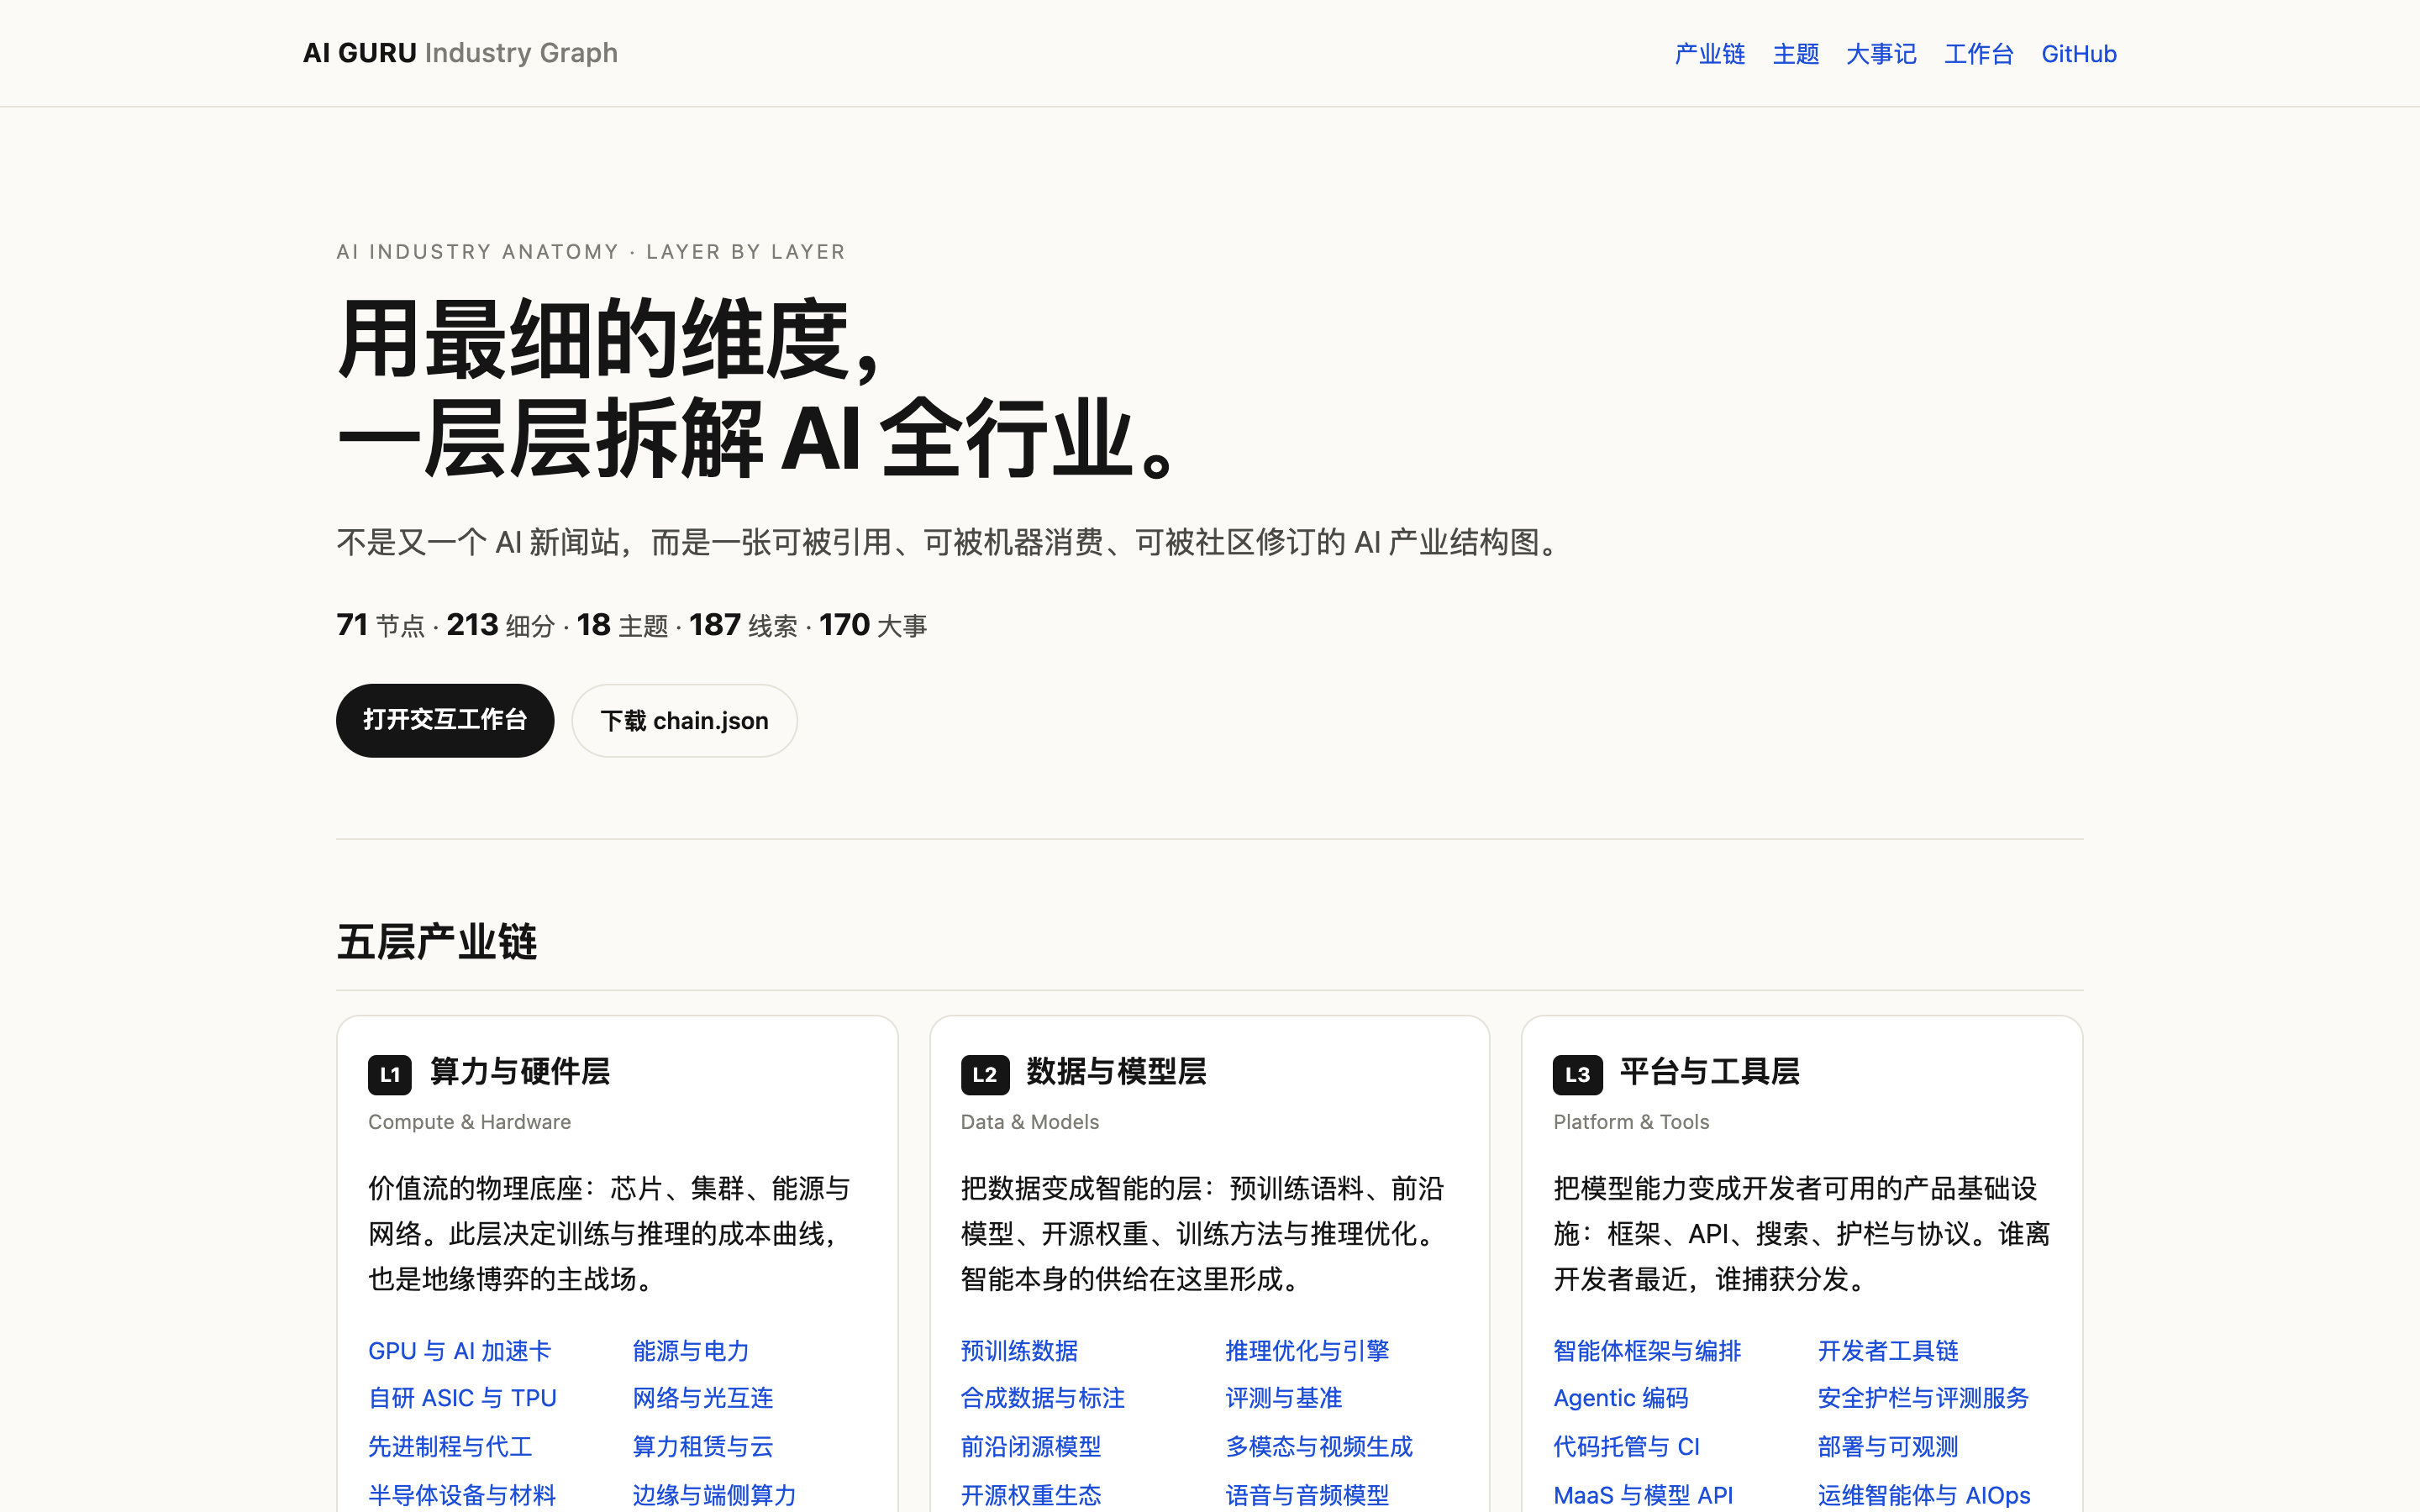 AI GURU Industry Graph
产业链 主题 大事记 工作台 GitHub
AI INDUSTRY ANATOMY · LAYER BY LAYER
用最细的维度，
一层层拆解 AI 全行业。
不是又一个 AI 新闻站，而是一张可被引用、可被机器消费、可被社区修订的 AI 产业结构图。
71 节点 · 213 细分 · 18 主题 · 187 线索 · 170 大事
打开交互工作台 下载 chain.json
五层产业链
L1 算力与硬件层
Compute & Hardware
价值流的物理底座：芯片、集群、能源与
网络。此层决定训练与推理的成本曲线，
也是地缘博弈的主战场。
GPU 与 AI 加速卡 能源与电力
自研 ASIC 与 TPU 网络与光互连
先进制程与代工 算力租赁与云
半导体设备与材料 边缘与端侧算力
L2 数据与模型层
Data & Models
把数据变成智能的层：预训练语料、前沿
模型、开源权重、训练方法与推理优化。
智能本身的供给在这里形成。
预训练数据 推理优化与引擎
合成数据与标注 评测与基准
前沿闭源模型 多模态与视频生成
开源权重生态 语音与音频模型
L3 平台与工具层
Platform & Tools
把模型能力变成开发者可用的产品基础设
施：框架、API、搜索、护栏与协议。谁离
开发者最近，谁捕获分发。
智能体框架与编排 开发者工具链
Agentic 编码 安全护栏与评测服务
代码托管与 CI 部署与可观测
MaaS 与模型 API 运维智能体与 AIOps